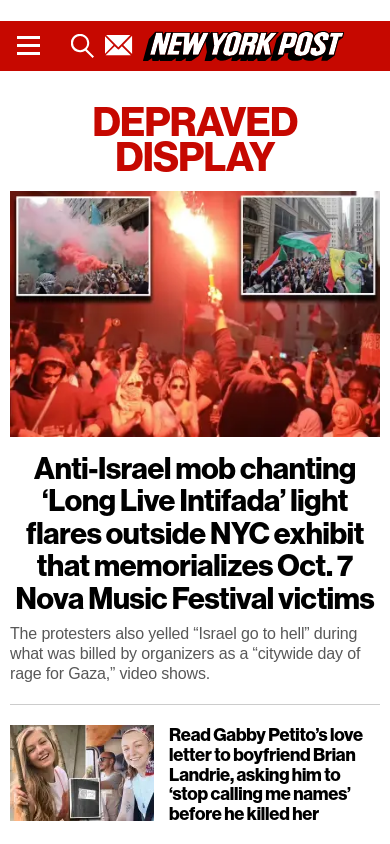 NEW YORK POST
DEPRAVED
DISPLAY
Anti-Israel mob chanting
‘Long Live Intifada’ light
flares outside NYC exhibit
that memorializes Oct. 7
Nova Music Festival victims
The protesters also yelled “Israel go to hell” during
what was billed by organizers as a “citywide day of
rage for Gaza,” video shows.
Read Gabby Petito’s love
letter to boyfriend Brian
Landrie, asking him to
‘stop calling me names’
before he killed her